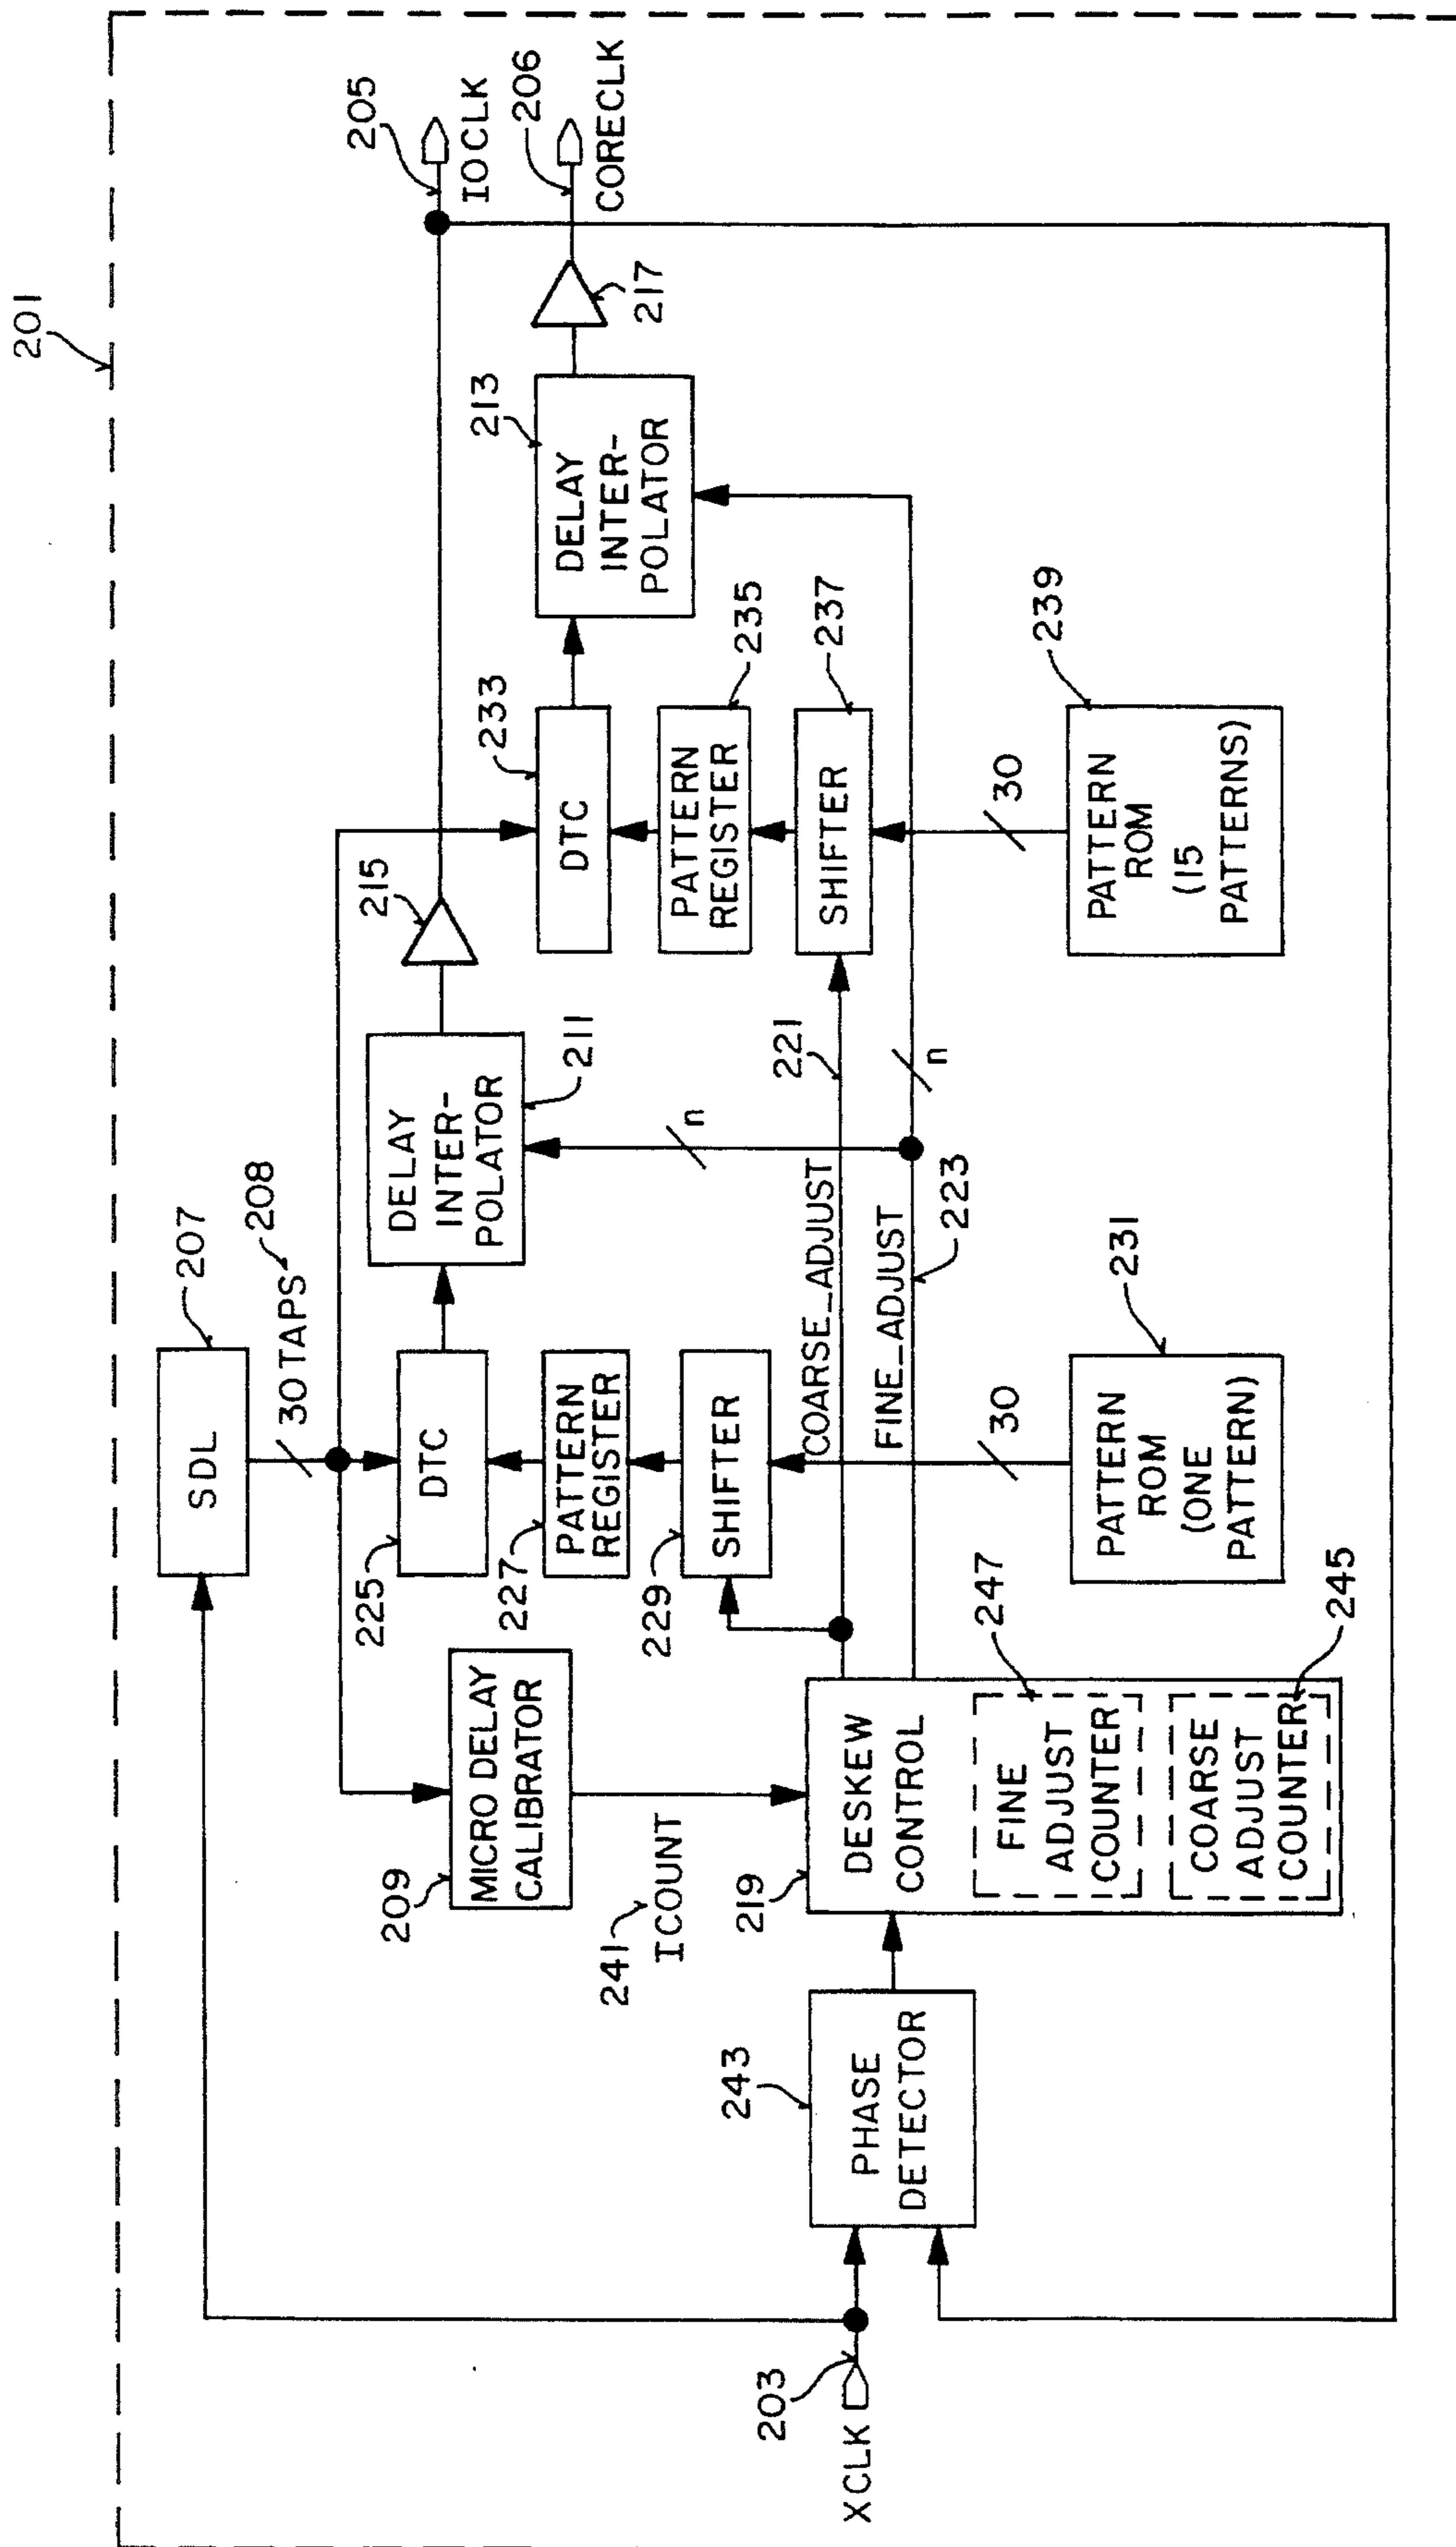 201
SDL
207
30 TAPS
208
205
IOCLK
206
CORECLK
MICRO DELAY
CALIBRATOR
209
241
ICOUNT
DTC
225
PATTERN
REGISTER
227
SHIFTER
229
DELAY
INTER-
POLATOR
211
n
215
DTC
233
PATTERN
REGISTER
235
SHIFTER
237
DELAY
INTER-
POLATOR
213
217
COARSE_ADJUST
221
FINE_ADJUST
223
n
XCLK
203
PHASE
DETECTOR
243
DESKEW
CONTROL
219
FINE
ADJUST
COUNTER
247
COARSE
ADJUST
COUNTER
245
30
PATTERN
ROM
(ONE
PATTERN)
231
30
PATTERN
ROM
(15
PATTERNS)
239